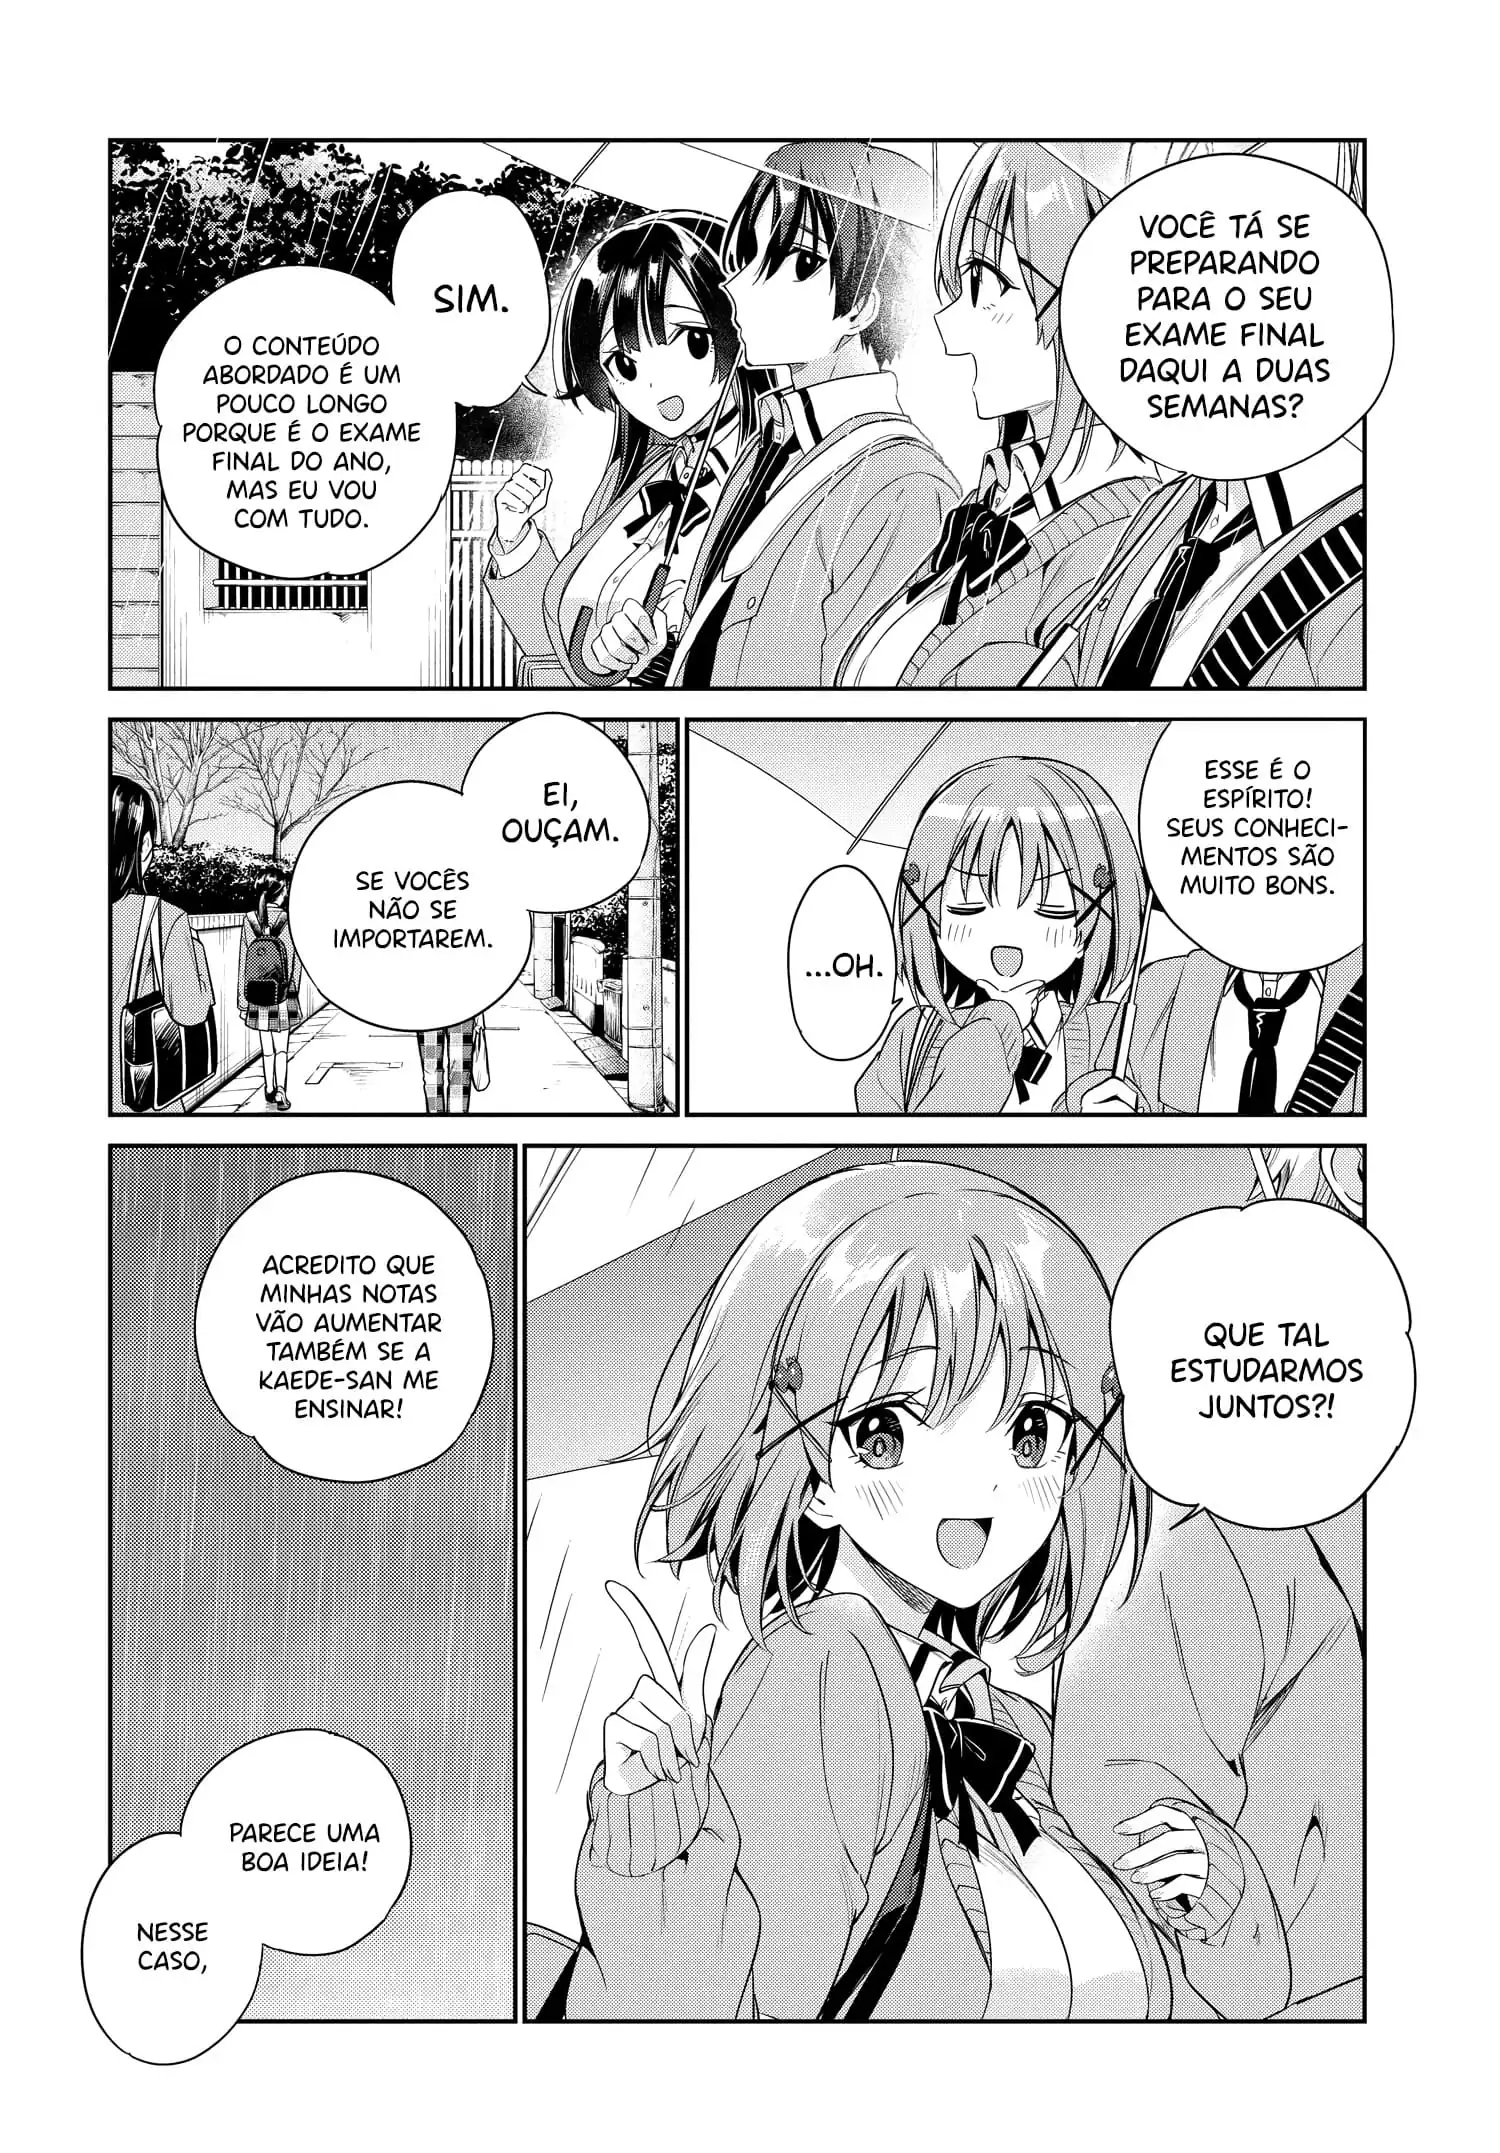 VOCÊ TÁ SE
PREPARANDO
PARA O SEU
EXAME FINAL
DAQUI A DUAS
SEMANAS?
SIM.
O CONTEÚDO
ABORDADO É UM
POUCO LONGO
PORQUE É O EXAME
FINAL DO ANO,
MAS EU VOU
COM TUDO.
ESSE É O
ESPÍRITO!
SEUS CONHECI-
MENTOS SÃO
MUITO BONS.
...OH.
EI,
OUÇAM.
SE VOCÊS
NÃO SE
IMPORTAREM.
QUE TAL
ESTUDARMOS
JUNTOS?!
ACREDITO QUE
MINHAS NOTAS
VÃO AUMENTAR
TAMBÉM SE A
KAEDE-SAN ME
ENSINAR!
PARECE UMA
BOA IDEIA!
NESSE
CASO,